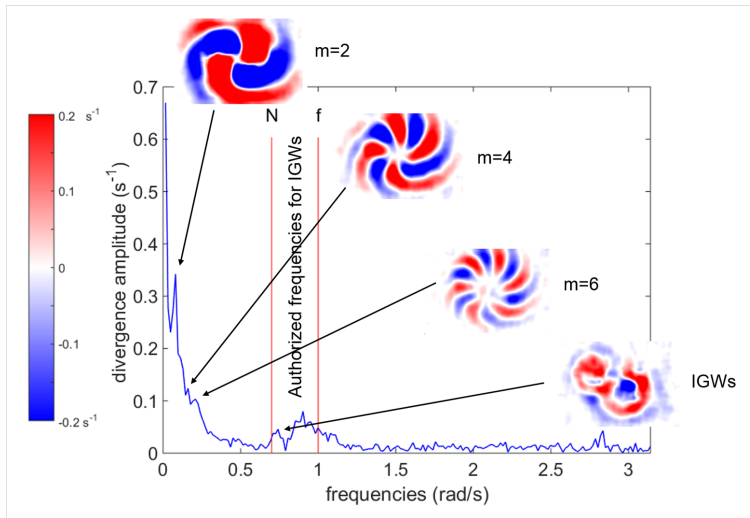 m=2
0.7
0.6
0.5
0.4
0.3
0.2
0.1
0
N
f
Authorized frequencies for IGWs
m=4
m=6
IGWs
divergence amplitude (s⁻¹)
0.2 s⁻¹
0.1
0
-0.1
-0.2 s⁻¹
0
0.5
1
1.5
2
2.5
3
frequencies (rad/s)